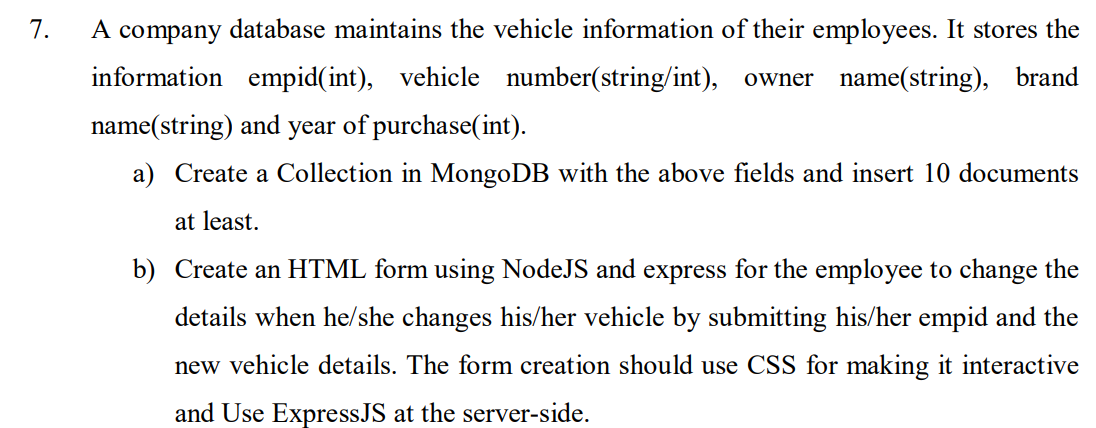 7. A company database maintains the vehicle information of their employees. It stores the
information empid(int), vehicle number(string/int), owner name(string), brand
name(string) and year of purchase(int).
a) Create a Collection in MongoDB with the above fields and insert 10 documents
at least.
b) Create an HTML form using NodeJS and express for the employee to change the
details when he/she changes his/her vehicle by submitting his/her empid and the
new vehicle details. The form creation should use CSS for making it interactive
and Use ExpressJS at the server-side.